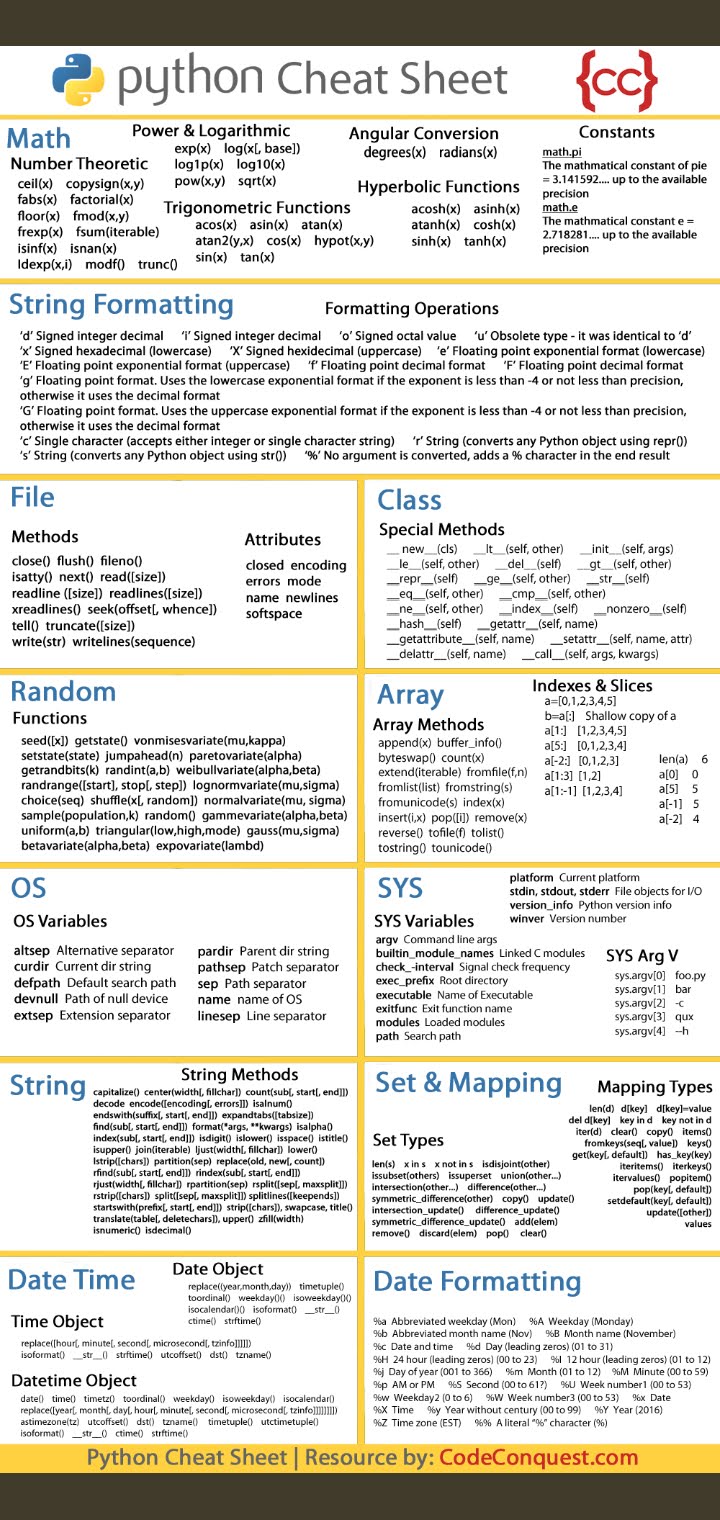 python Cheat Sheet
{cc}
Math
Power & Logarithmic
exp(x) log(x[, base])
log1p(x) log10(x)
pow(x,y) sqrt(x)
Angular Conversion
degrees(x) radians(x)
Constants
math.pi
The mathmatical constant of pie
= 3.141592.... up to the available
precision
math.e
The mathmatical constant e =
2.718281.... up to the available
precision
Number Theoretic
ceil(x) copysign(x,y)
fabs(x) factorial(x)
floor(x) fmod(x,y)
frexp(x) fsum(iterable)
isinf(x) isnan(x)
ldexp(x,i) modf() trunc()
Trigonometric Functions
acos(x) asin(x) atan(x)
atan2(y,x) cos(x) hypot(x,y)
sin(x) tan(x)
Hyperbolic Functions
acosh(x) asinh(x)
atanh(x) cosh(x)
sinh(x) tanh(x)
String Formatting
Formatting Operations
‘d’ Signed integer decimal ‘i’ Signed integer decimal ‘o’ Signed octal value ‘u’ Obsolete type - it was identical to ‘d’
‘x’ Signed hexadecimal (lowercase) ‘X’ Signed hexidecimal (uppercase) ‘e’ Floating point exponential format (lowercase)
‘E’ Floating point exponential format (uppercase) ‘f’ Floating point decimal format ‘F’ Floating point decimal format
‘g’ Floating point format. Uses the lowercase exponential format if the exponent is less than -4 or not less than precision,
otherwise it uses the decimal format
‘G’ Floating point format. Uses the uppercase exponential format if the exponent is less than -4 or not less than precision,
otherwise it uses the decimal format
‘c’ Single character (accepts either integer or single character string) ‘r’ String (converts any Python object using repr())
‘s’ String (converts any Python object using str()) ‘%’ No argument is converted, adds a % character in the end result
File
Methods
close() flush() fileno()
isatty() next() read([size])
readline ([size]) readlines([size])
xreadlines() seek(offset[, whence])
tell() truncate([size])
write(str) writelines(sequence)
Attributes
closed encoding
errors mode
name newlines
softspace
Class
Special Methods
__ new__(cls) __lt__(self, other) __init__(self, args)
__le__(self, other) __del__(self) __gt__(self, other)
__repr__(self) __ge__(self, other) __str__(self)
__eq__(self, other) __cmp__(self, other)
__ne__(self, other) __index__(self) __nonzero__(self)
__hash__(self) __getattr__(self, name)
__getattribute__(self, name) __setattr__(self, name, attr)
__delattr__(self, name) __call__(self, args, kwargs)
Random
Functions
seed([x]) getstate() vonmisesvariate(mu,kappa)
setstate(state) jumpahead(n) paretovariate(alpha)
getrandbits(k) randint(a,b) weibullvariate(alpha,beta)
randrange([start], stop[, step]) lognormvariate(mu,sigma)
choice(seq) shuffle(x[, random]) normalvariate(mu, sigma)
sample(population,k) random() gammevariate(alpha,beta)
uniform(a,b) triangular(low,high,mode) gauss(mu,sigma)
betavariate(alpha,beta) expovariate(lambd)
Array
Array Methods
append(x) buffer_info()
byteswap() count(x)
extend(iterable) fromfile(f,n)
fromlist(list) fromstring(s)
fromunicode(s) index(x)
insert(i,x) pop([i]) remove(x)
reverse() tofile(f) tolist()
tostring() tounicode()
Indexes & Slices
a=[0,1,2,3,4,5]
b=a[:] Shallow copy of a
a[1:] [1,2,3,4,5]
a[5:] [0,1,2,3,4]
a[-2:] [0,1,2,3]
a[1:3] [1,2]
a[1:-1] [1,2,3,4]
len(a) 6
a[0] 0
a[5] 5
a[-1] 5
a[-2] 4
OS
OS Variables
altsep Alternative separator
curdir Current dir string
defpath Default search path
devnull Path of null device
extsep Extension separator
pardir Parent dir string
pathsep Patch separator
sep Path separator
name name of OS
linesep Line separator
SYS
platform Current platform
stdin, stdout, stderr File objects for I/O
version_info Python version info
winver Version number
SYS Variables
argv Command line args
builtin_module_names Linked C modules
check_-interval Signal check frequency
exec_prefix Root directory
executable Name of Executable
exitfunc Exit function name
modules Loaded modules
path Search path
SYS Arg V
sys.argv[0] foo.py
sys.argv[1] bar
sys.argv[2] -c
sys.argv[3] qux
sys.argv[4] --h
String
String Methods
capitalize() center(width[, fillchar]) count(sub[, start[, end]])
decode encode([encoding[, errors]]) isalnum()
endswith(suffix[, start[, end]]) expandtabs([tabsize])
find(sub[, start[, end]]) format(*args, **kwargs) isalpha()
index(sub[, start[, end]]) isdigit() islower() isspace() istitle()
isupper() join(iterable) ljust(width[, fillchar]) lower()
lstrip([chars]) partition(sep) replace(old, new[, count])
rfind(sub[, start[, end]]) rindex(sub[, start[, end]])
rjust(width[, fillchar]) rpartition(sep) rsplit([sep[, maxsplit]])
rstrip([chars]) split([sep[, maxsplit]]) splitlines([keepends])
startswith(prefix[, start[, end]]) strip([chars]), swapcase, title()
translate(table[, deletechars]), upper() zfill(width)
isnumeric() isdecimal()
Set & Mapping
Set Types
len(s) x in s x not in s isdisjoint(other)
issubset(others) issuperset union(other...)
intersection(other...) difference(other...)
symmetric_difference(other) copy() update()
intersection_update() difference_update()
symmetric_difference_update() add(elem)
remove() discard(elem) pop() clear()
Mapping Types
len(d) d[key] d[key]=value
del d[key] key in d key not in d
iter(d) clear() copy() items()
fromkeys(seq[, value]) keys()
get(key[, default]) has_key(key)
iteritems() iterkeys()
itervalues() popitem()
pop(key[, default])
setdefault(key[, default])
update([other])
values
Date Time
Date Object
replace((year,month,day)) timetuple()
toordinal() weekday()() isoweekday()()
isocalendar()() isoformat() __str__()
ctime() strftime()
Time Object
replace([hour[, minute[, second[, microsecond[, tzinfo]]]]])
isoformat() __str__() strftime() utcoffset() dst() tzname()
Datetime Object
date() time() timetz() toordinal() weekday() isoweekday() isocalendar()
replace([year[, month[, day[, hour[, minute[, second[, microsecond[, tzinfo]]]]]]]])
astimezone(tz) utcoffset() dst() tzname() timetuple() utctimetuple()
isoformat() __str__() ctime() strftime()
Date Formatting
%a Abbreviated weekday (Mon) %A Weekday (Monday)
%b Abbreviated month name (Nov) %B Month name (November)
%c Date and time %d Day (leading zeros) (01 to 31)
%H 24 hour (leading zeros) (00 to 23) %I 12 hour (leading zeros) (01 to 12)
%j Day of year (001 to 366) %m Month (01 to 12) %M Minute (00 to 59)
%p AM or PM %S Second (00 to 61?) %U Week number1 (00 to 53)
%w Weekday2 (0 to 6) %W Week number3 (00 to 53) %x Date
%X Time %y Year without century (00 to 99) %Y Year (2016)
%Z Time zone (EST) %% A literal “%” character (%)
Python Cheat Sheet | Resource by: CodeConquest.com